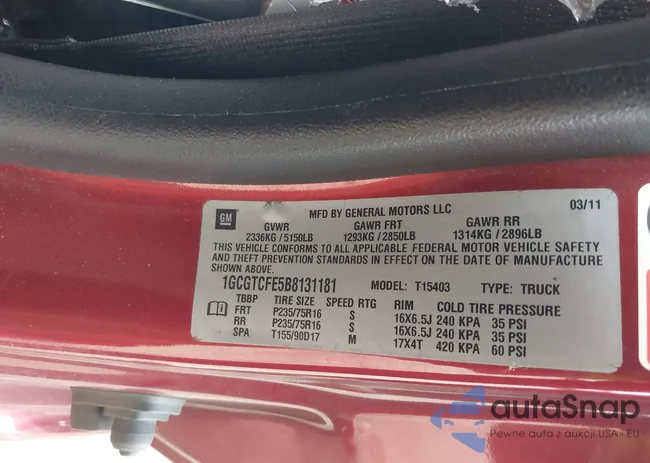 GM
MFD BY GENERAL MOTORS LLC 03/11
GVWR GAWR FRT GAWR RR
2336KG / 5150LB 1293KG / 2850LB 1314KG / 2896LB
THIS VEHICLE CONFORMS TO ALL APPLICABLE FEDERAL MOTOR VEHICLE SAFETY
AND THEFT PREVENTION STANDARDS IN EFFECT ON THE DATE OF MANUFACTURE
SHOWN ABOVE.
1GCGTCFE5B8131181 MODEL: T15403 TYPE: TRUCK
TBBP TIRE SIZE SPEED RTG RIM COLD TIRE PRESSURE
FRT P235/75R16 S 16X6.5J 240 KPA 35 PSI
RR P235/75R16 S 16X6.5J 240 KPA 35 PSI
SPA T155/90D17 M 17X4T 420 KPA 60 PSI
autaSnap
Pewne auto z aukcji USA i EU